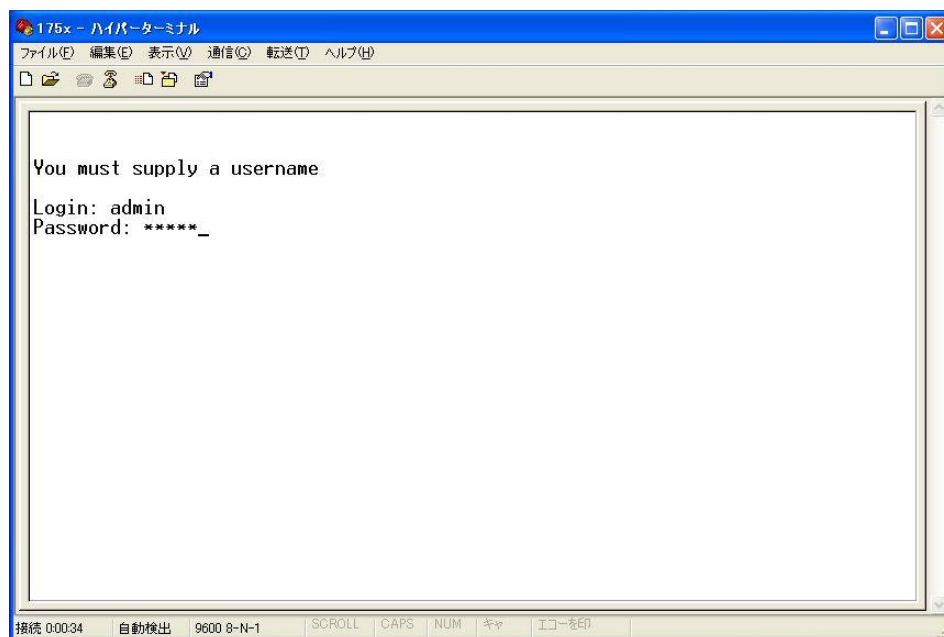 175x - ハイパーターミナル
ファイル(F) 編集(E) 表示(V) 通信(C) 転送(T) ヘルプ(H)
You must supply a username
Login: admin
Password: *****_
接続 0:00:34 自動検出 9600 8-N-1 SCROLL CAPS NUM キャ エコーを印